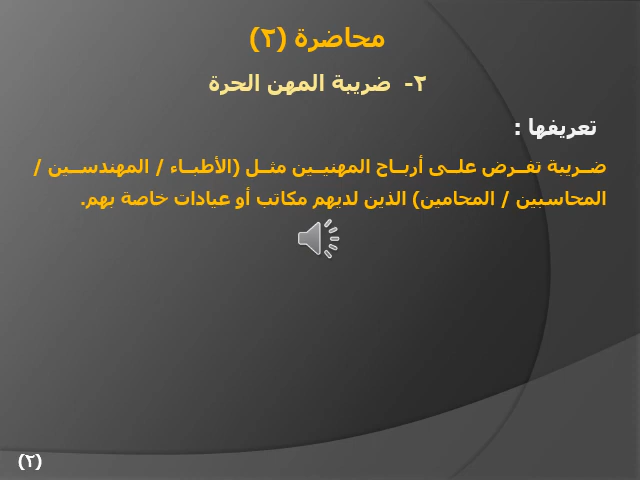 محاضرة (٢)
٢- ضريبة المهن الحرة
تعريفها :
ضريبة تفرض على أرباح المهنيين مثل (الأطباء / المهندسين /
المحاسبين / المحامين) الذين لديهم مكاتب أو عيادات خاصة بهم.
(٢)